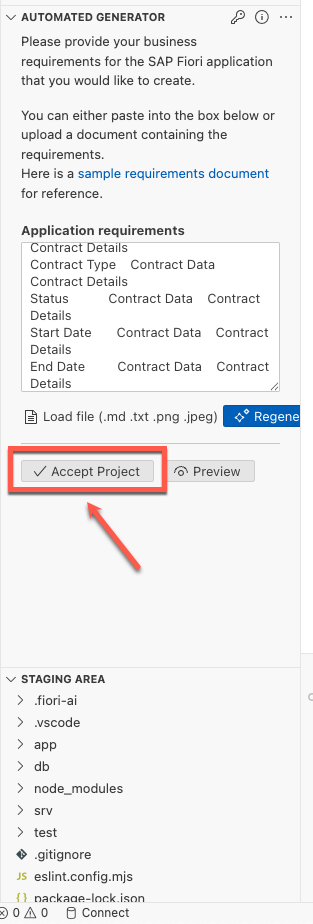 AUTOMATED GENERATOR
Please provide your business
requirements for the SAP Fiori application
that you would like to create.
You can either paste into the box below or
upload a document containing the
requirements.
Here is a sample requirements document
for reference.
Application requirements
Contract Details
Contract Type Contract Data
Contract Details
Status Contract Data Contract
Details
Start Date Contract Data Contract
Details
End Date Contract Data Contract
Details
Load file (.md .txt .png .jpeg) Regene
Accept Project Preview
STAGING AREA
.fiori-ai
.vscode
app
db
node_modules
srv
test
.gitignore
JS eslint.config.mjs
{ } package-lock.json
0 0 Connect